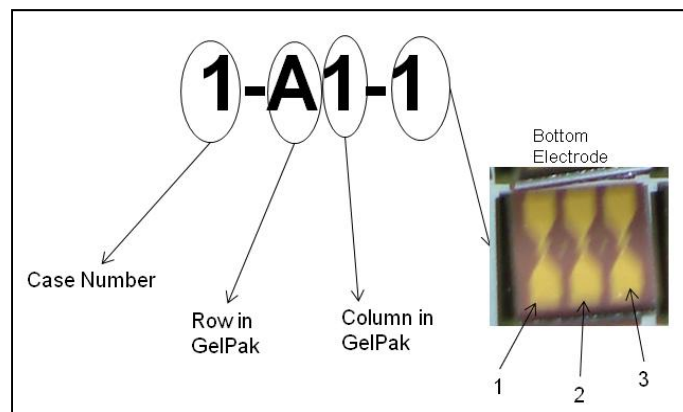 1-A1-1
Bottom
Electrode
Case Number
Row in
GelPak
Column in
GelPak
1
2
3